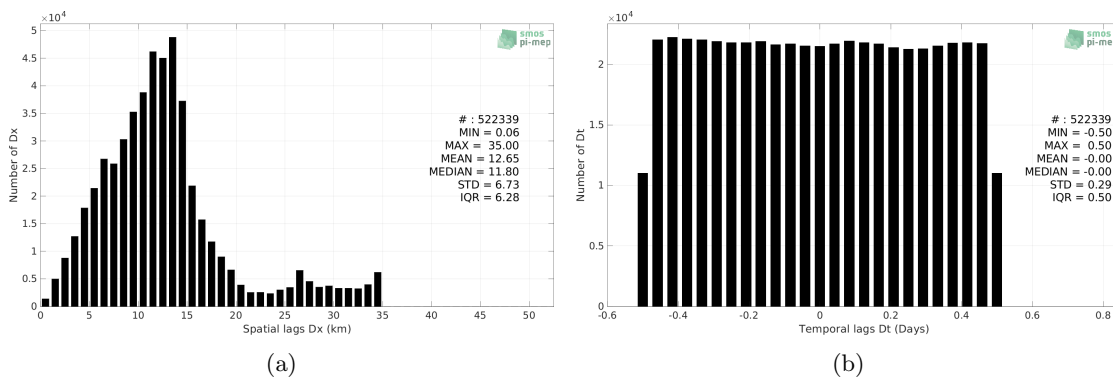 ×10⁴
5
4.5
4
3.5
3
2.5
2
1.5
1
0.5
0
Number of Dx
smos
pi-mep
# : 522339
MIN = 0.06
MAX = 35.00
MEAN = 12.65
MEDIAN = 11.80
STD = 6.73
IQR = 6.28
0 5 10 15 20 25 30 35 40 45 50
Spatial lags Dx (km)
(a)
×10⁴
2
1.5
1
0.5
0
Number of Dt
smos
pi-mep
# : 522339
MIN = -0.50
MAX = 0.50
MEAN = -0.00
MEDIAN = -0.00
STD = 0.29
IQR = 0.50
-0.6 -0.4 -0.2 0 0.2 0.4 0.6 0.8
Temporal lags Dt (Days)
(b)